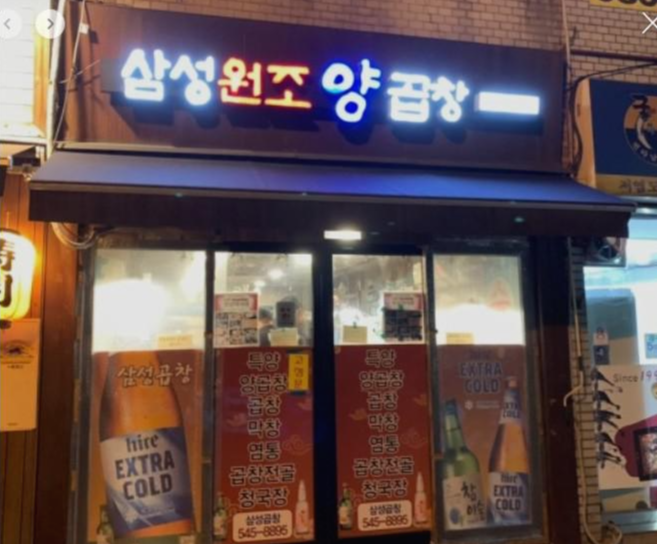 삼성원조양곱창
삼성곱창
hite
EXTRA
COLD
특양
양곱창
곱창
막창
염통
곱창전골
청국장
삼성곱창
545-8895
특양
양곱창
곱창
막창
염통
곱창전골
청국장
삼성곱창
545-8895
EXTRA
COLD
EXTRA
COLD
Since